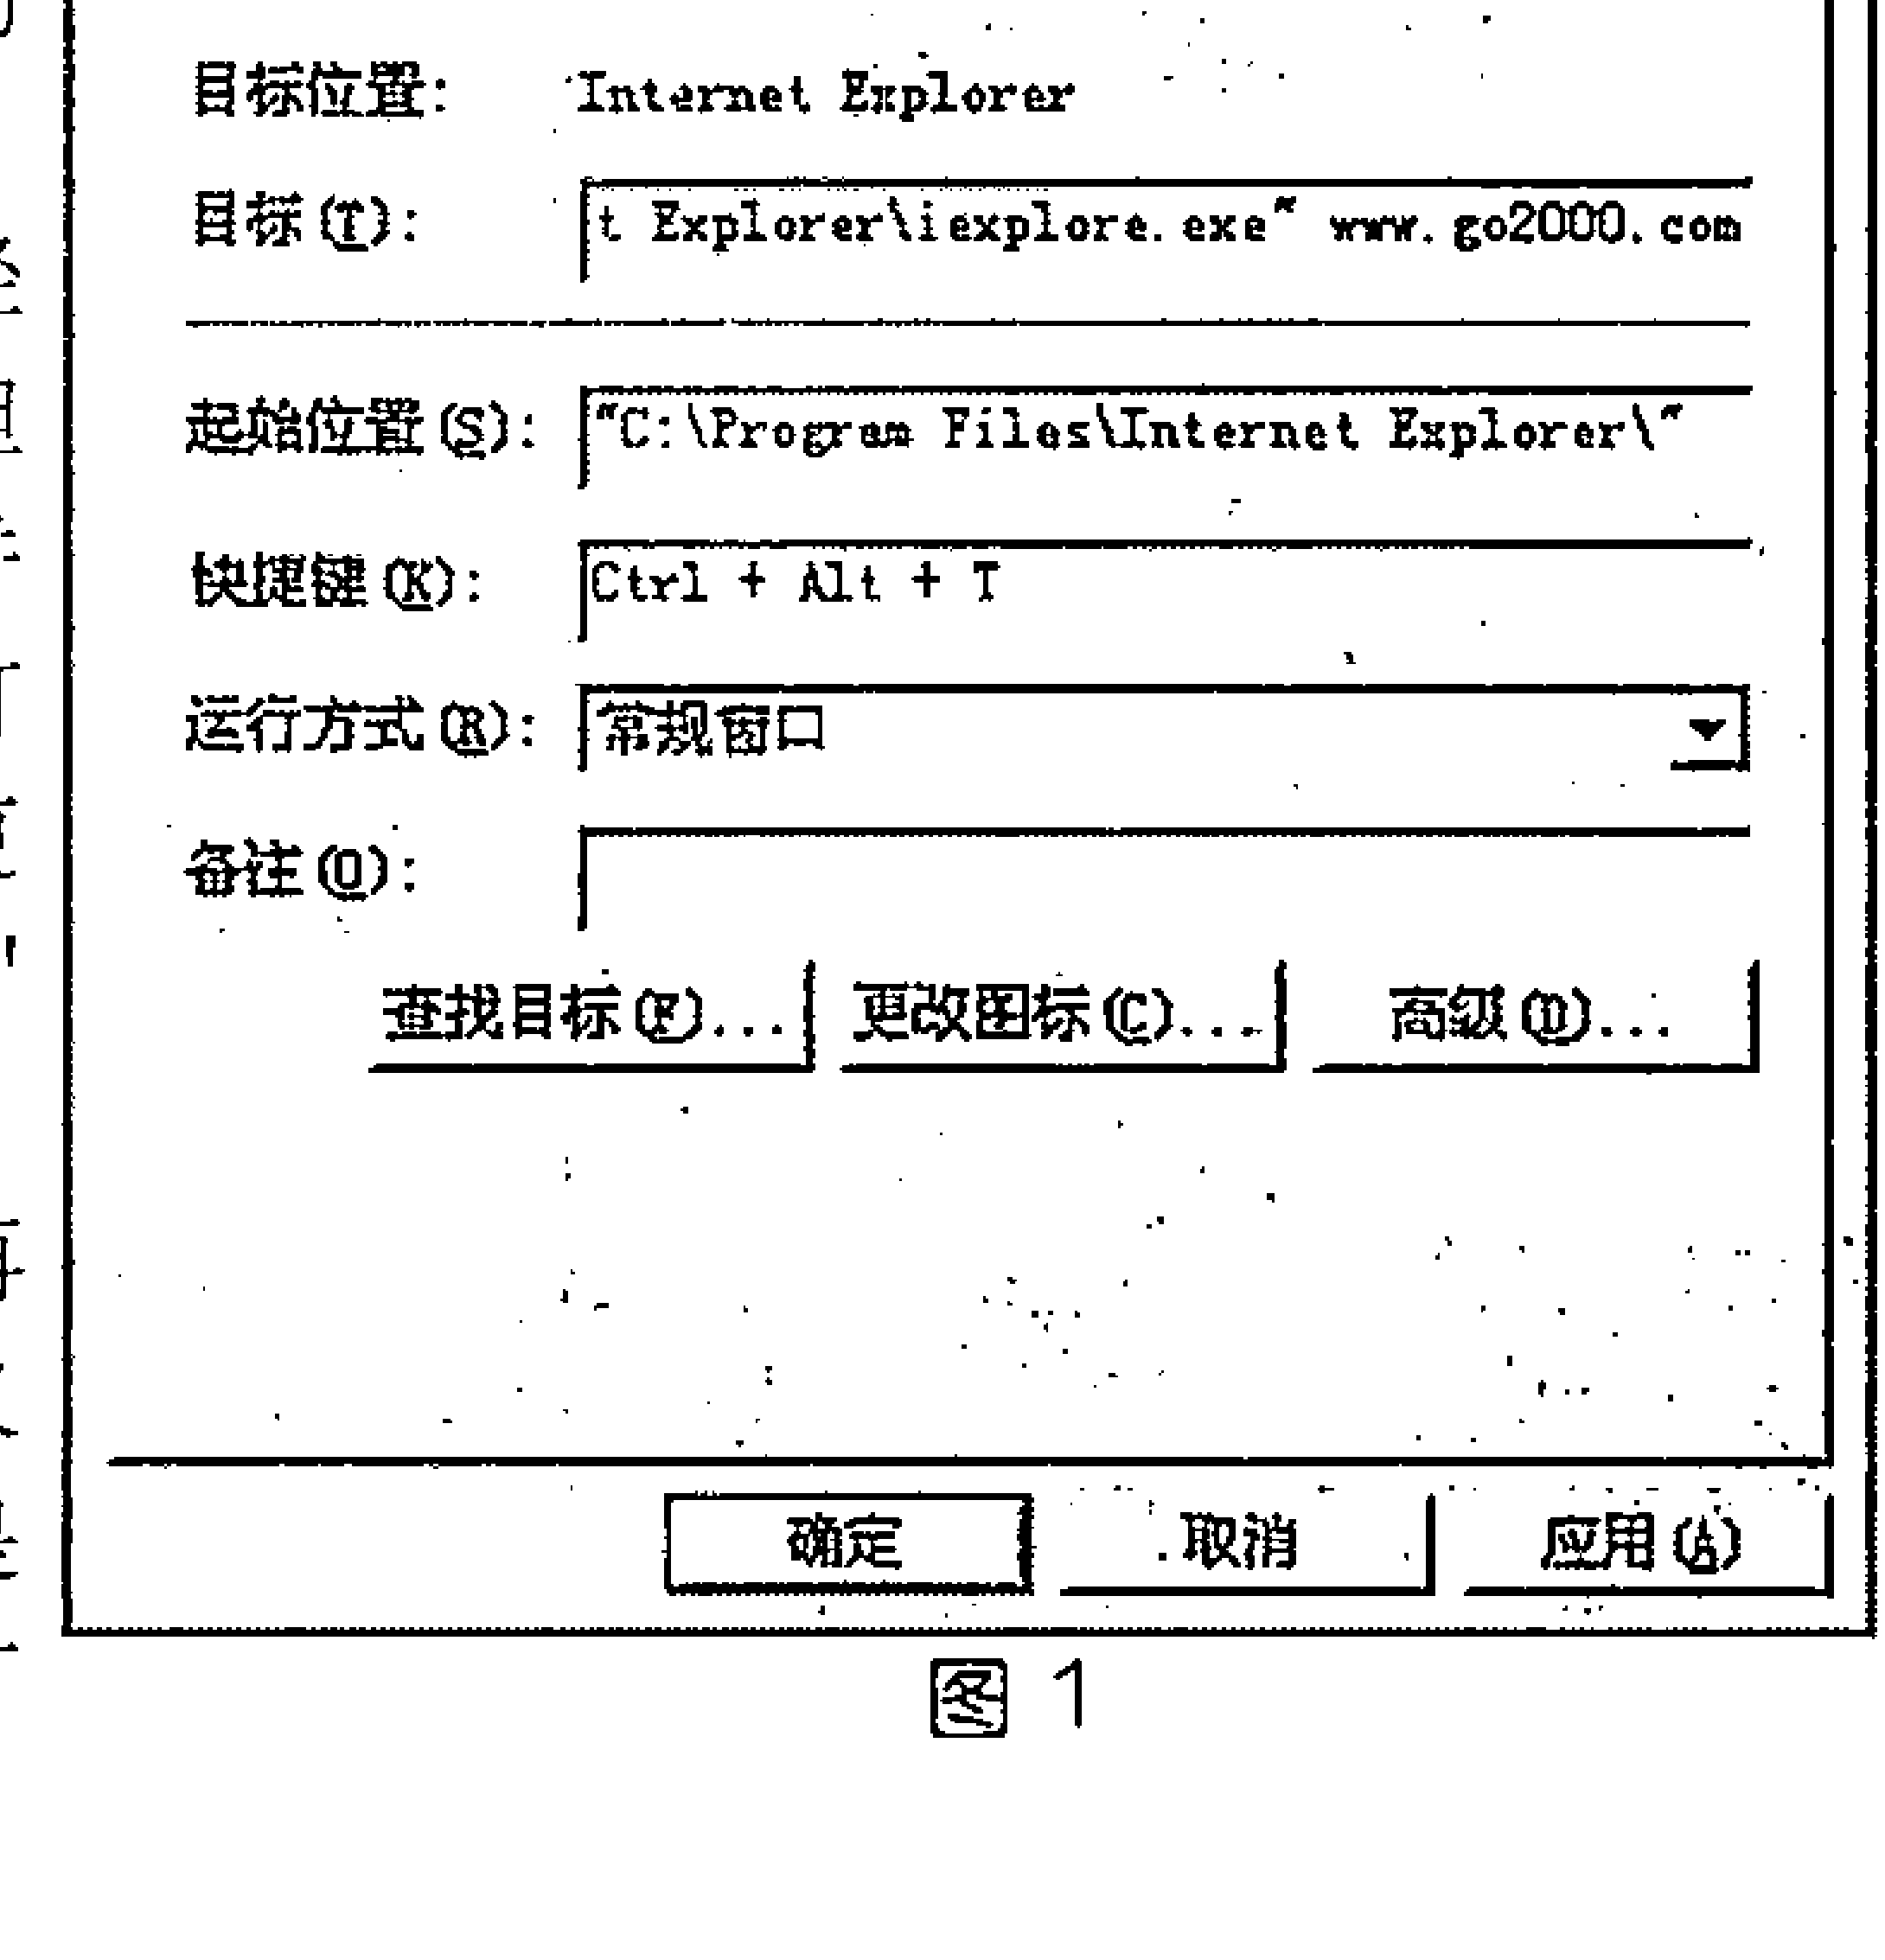 目标位置: Internet Explorer
目标(T): t Explorer\iexplore.exe" www.go2000.com
起始位置(S): "C:\Program Files\Internet Explorer\"
快捷键(K): Ctrl + Alt + T
运行方式(R): 常规窗口
备注(O):
查找目标(F)... 更改图标(C)... 高级(D)...
确定 取消 应用(A)
图 1